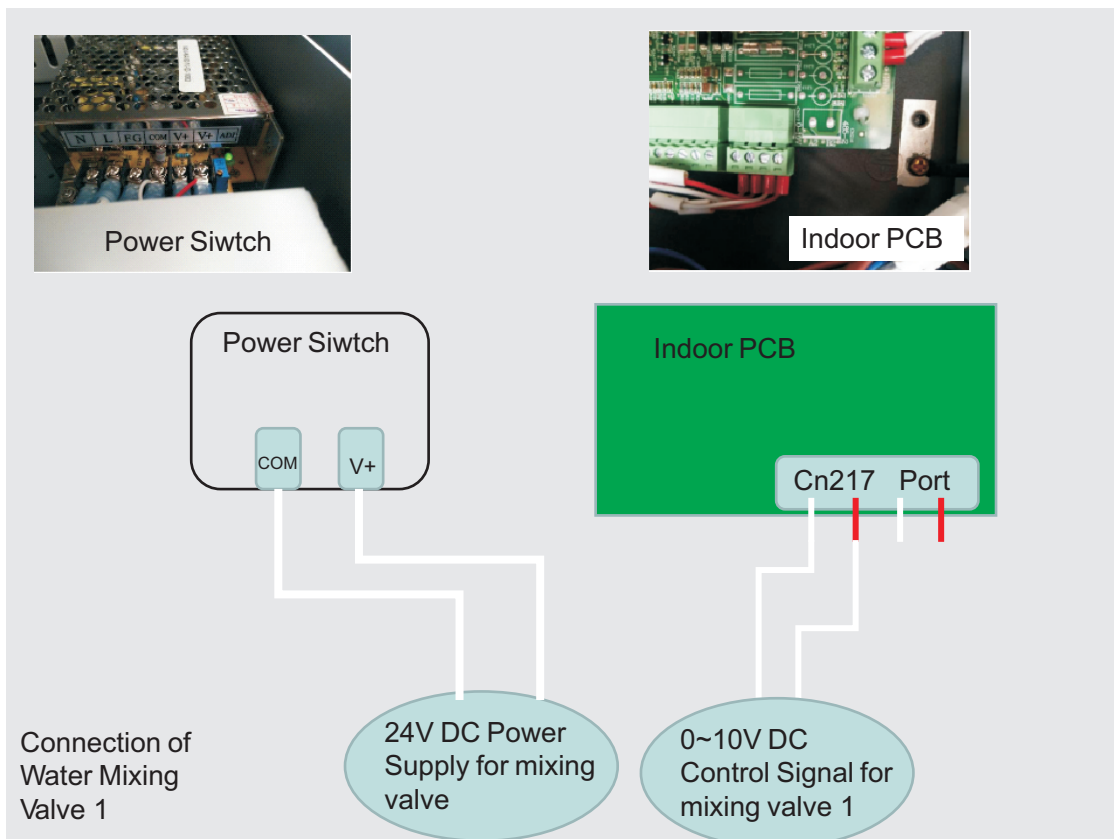 N L FG COM V+ V+ ADJ
Power Siwtch
Indoor PCB
Power Siwtch
Indoor PCB
COM
V+
Cn217 Port
24V DC Power
Supply for mixing
valve
0~10V DC
Control Signal for
mixing valve 1
Connection of
Water Mixing
Valve 1